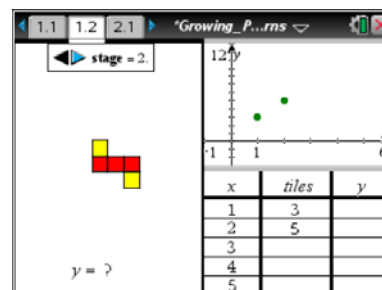 1.1 1.2 2.1 *Growing_P...rns
stage = 2.
y = ?
12 y
-1 1 6
x tiles y
1 3
2 5
3
4
5